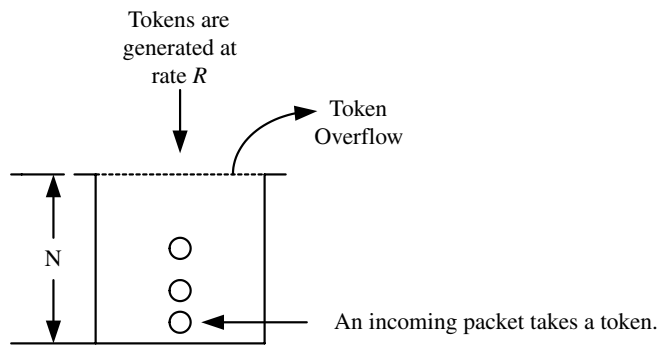 Tokens are
generated at
rate R
Token
Overflow
N
An incoming packet takes a token.